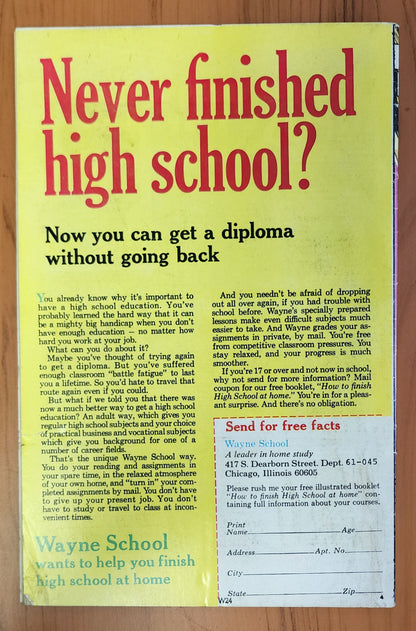 Never finished
high school?
Now you can get a diploma
without going back
You already know why it's important to
have a high school education. You've
probably learned the hard way that it can
be a mighty big handicap when you don't
have enough education – no matter how
hard you work at your job.
What can you do about it?
Maybe you've thought of trying again
to get a diploma. But you've suffered
enough classroom "battle fatigue" to last
you a lifetime. So you'd hate to travel that
route again even if you could.
But what if we told you that there was
now a much better way to get a high school
education? An adult way, which gives you
regular high school subjects and your choice
of practical business and vocational subjects
which give you background for one of a
number of career fields.
That's the unique Wayne School way.
You do your reading and assignments in
your spare time, in the relaxed atmosphere
of your own home, and "turn in" your com-
pleted assignments by mail. You don't have
to give up your present job. You don't
have to study or travel to class at incon-
venient times.
Wayne School
wants to help you finish
high school at home
And you needn't be afraid of dropping
out all over again, if you had trouble with
school before. Wayne's specially prepared
lessons make even difficult subjects much
easier to take. And Wayne grades your as-
signments in private, by mail. You're free
from competitive classroom pressures. You
stay relaxed, and your progress is much
smoother.
If you're 17 or over and not now in school,
why not send for more information? Mail
coupon for our free booklet, "How to finish
High School at home." You're in for a pleas-
ant surprise. And there's no obligation.
Send for free facts
Wayne School
A leader in home study
417 S. Dearborn Street. Dept. 61-045
Chicago, Illinois 60605
Please rush me your free illustrated booklet
"How to finish High School at home" con-
taining full information about your courses.
Print
Name Age
Address Apt. No.
City
State Zip
W24 4